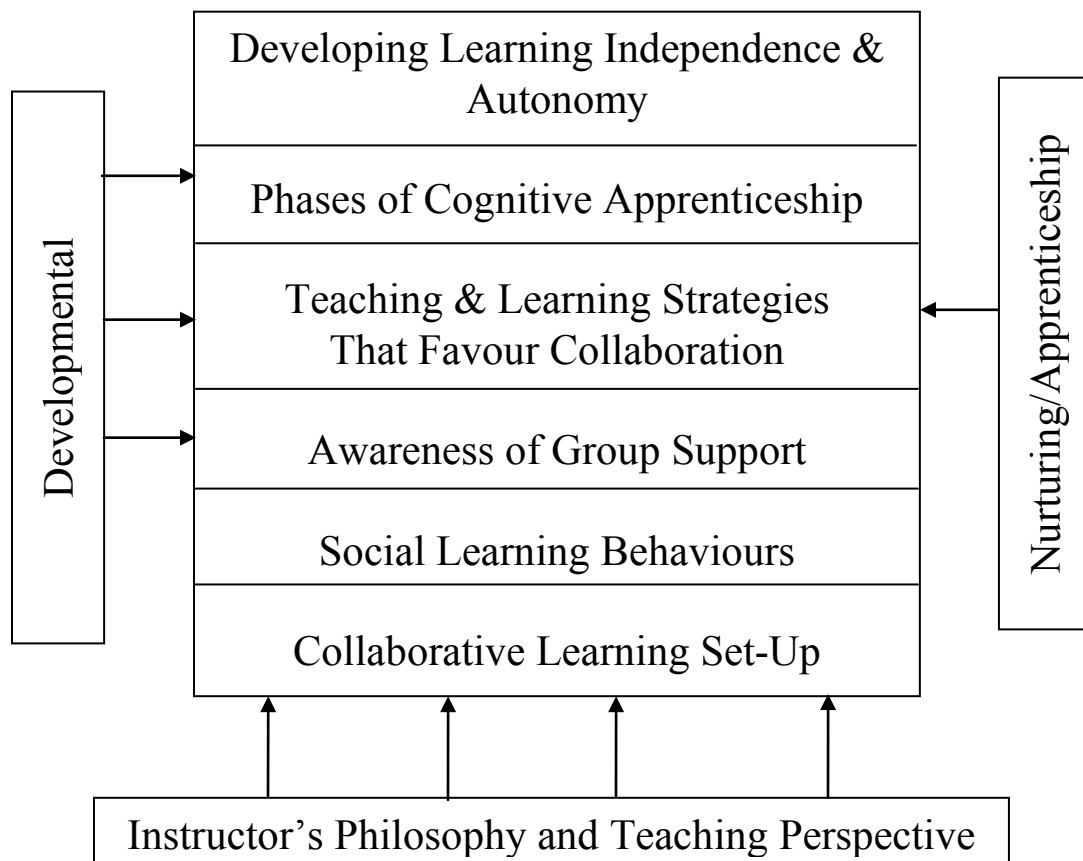 Developing Learning Independence &
Autonomy
Developmental
Phases of Cognitive Apprenticeship
Teaching & Learning Strategies
That Favour Collaboration
Nurturing/Apprenticeship
Awareness of Group Support
Social Learning Behaviours
Collaborative Learning Set-Up
Instructor’s Philosophy and Teaching Perspective